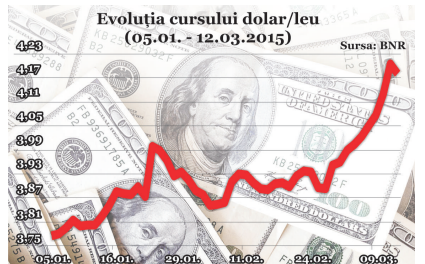 Evoluția cursului dolar/leu
(05.01. - 12.03.2015)
Sursa: BNR
4,23
4,17
4,11
4,05
3,99
3,93
3,87
3,81
3,75
05.01. 16.01. 29.01. 11.02. 24.02. 09.03.